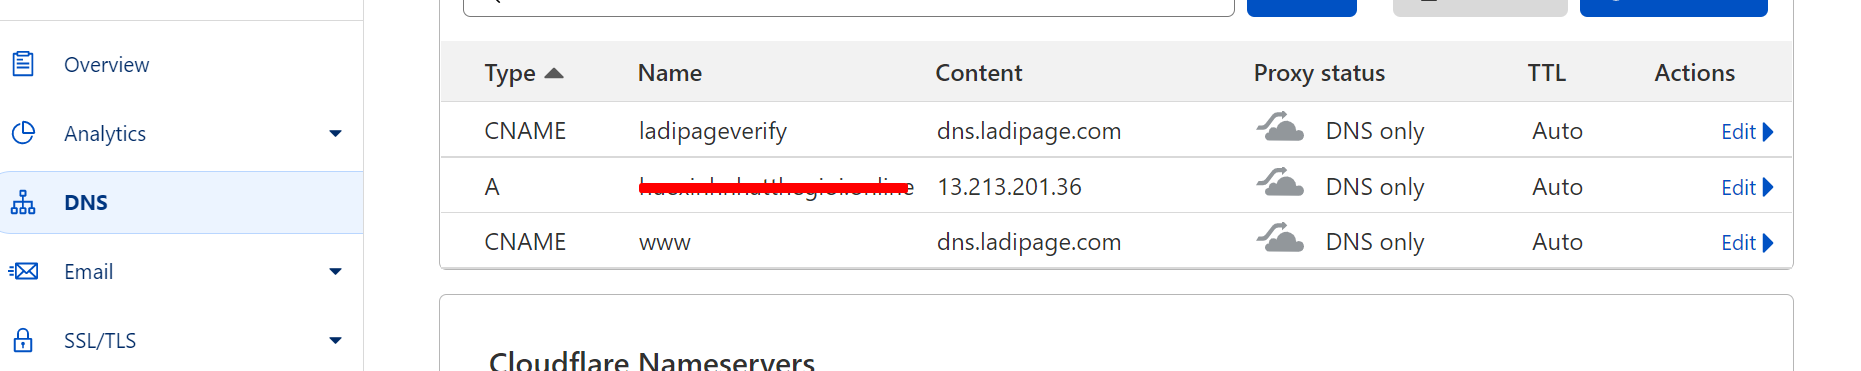 Overview
Analytics
DNS
Email
SSL/TLS
Type Name Content Proxy status TTL Actions
CNAME ladipageverify dns.ladipage.com DNS only Auto Edit
A 13.213.201.36 DNS only Auto Edit
CNAME www dns.ladipage.com DNS only Auto Edit
Cloudflare Nameservers